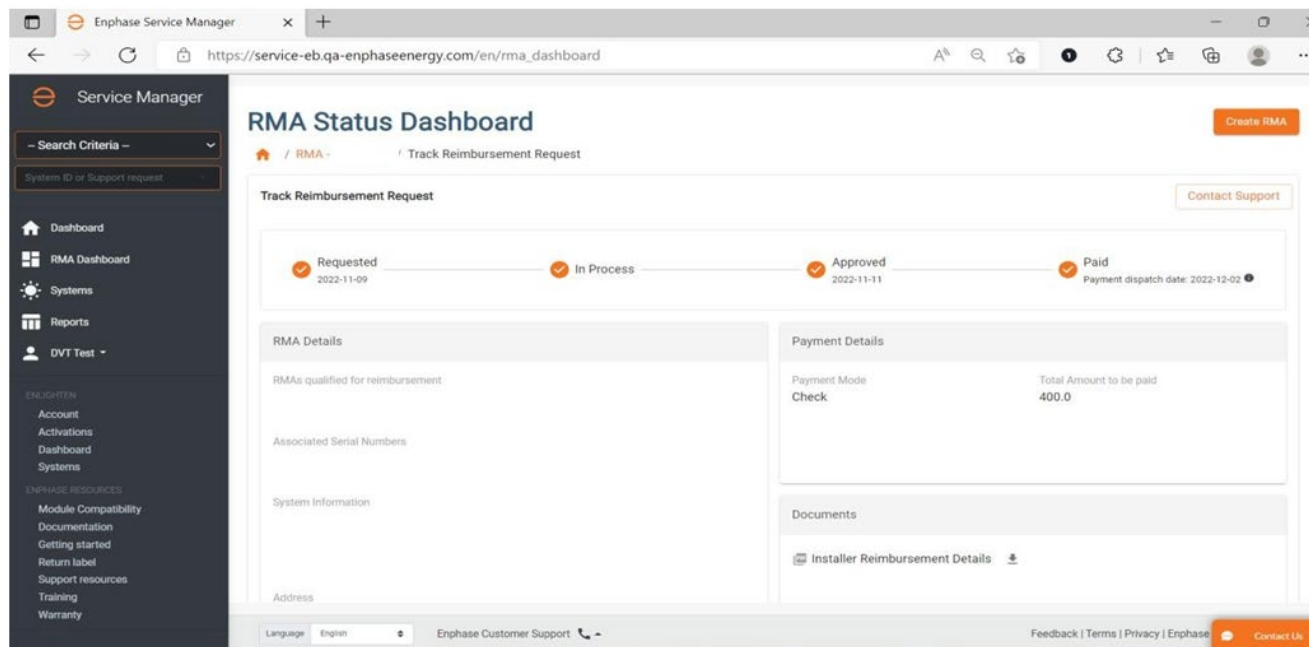 Enphase Service Manager
https://service-eb.qa-enphaseenergy.com/en/rma_dashboard
Service Manager
– Search Criteria –
System ID or Support request
Dashboard
RMA Dashboard
Systems
Reports
DVT Test
ENLIGHTEN
Account
Activations
Dashboard
Systems
ENPHASE RESOURCES
Module Compatibility
Documentation
Getting started
Return label
Support resources
Training
Warranty
RMA Status Dashboard
Create RMA
/ RMA - / Track Reimbursement Request
Track Reimbursement Request
Contact Support
Requested
2022-11-09
In Process
Approved
2022-11-11
Paid
Payment dispatch date: 2022-12-02
RMA Details
RMAs qualified for reimbursement
Associated Serial Numbers
System Information
Address
Payment Details
Payment Mode
Check
Total Amount to be paid
400.0
Documents
Installer Reimbursement Details
Language English
Enphase Customer Support
Feedback | Terms | Privacy | Enphase
Contact Us